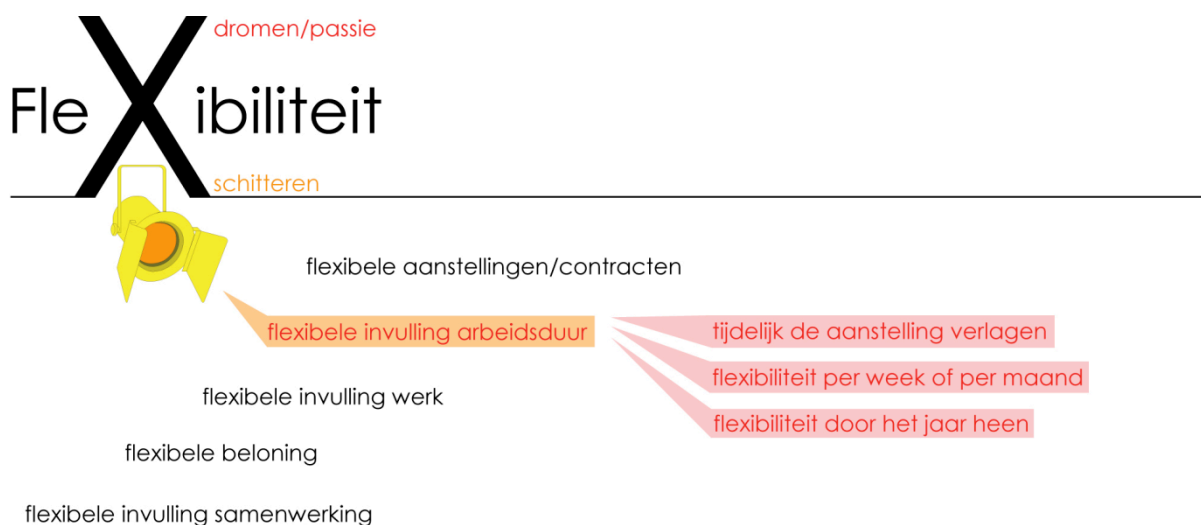 dromen/passie
FleXibiliteit
schitteren
flexibele aanstellingen/contracten
flexibele invulling arbeidsduur
tijdelijk de aanstelling verlagen
flexibiliteit per week of per maand
flexibiliteit door het jaar heen
flexibele invulling werk
flexibele beloning
flexibele invulling samenwerking